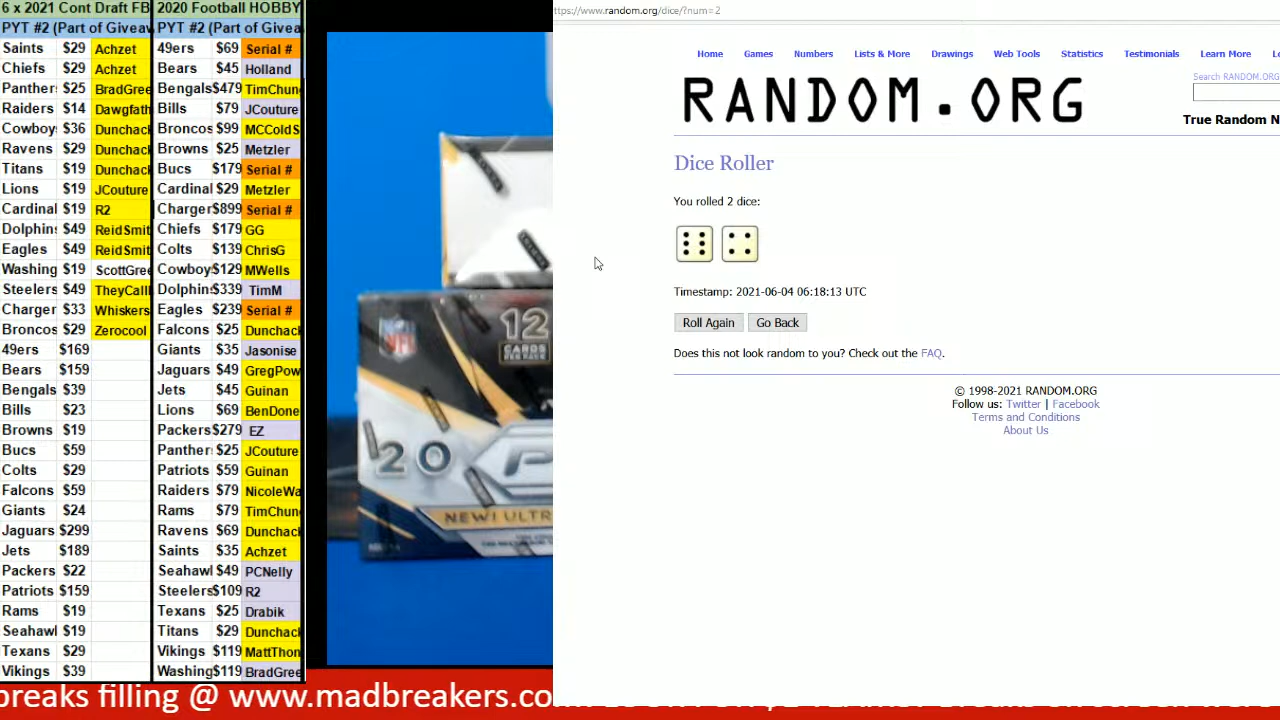 6 x 2021 Cont Draft FB
PYT #2 (Part of Giveav
Saints $29 Achzet
Chiefs $29 Achzet
Panther $25 BradGree
Raiders $14 Dawgfath
Cowboy $36 Dunchack
Ravens $29 Dunchack
Titans $19 Dunchack
Lions $19 JCouture
Cardinal $19 R2
Dolphins $49 ReidSmit
Eagles $49 ReidSmit
Washing $19 ScottGree
Steelers $49 TheyCall
Charger $33 Whiskers
Broncos $29 Zerocool
49ers $169
Bears $159
Bengals $39
Bills $23
Browns $19
Bucs $59
Colts $29
Falcons $59
Giants $24
Jaguars $299
Jets $189
Packers $22
Patriots $159
Rams $19
Seahawl $19
Texans $29
Vikings $39
2020 Football HOBBY
PYT #2 (Part of Giveav
49ers $69 Serial #
Bears $45 Holland
Bengals $479 TimChun
Bills $79 JCouture
Broncos $99 MCColdS
Browns $25 Metzler
Bucs $179 Serial #
Cardinal $29 Metzler
Charger $899 Serial #
Chiefs $179 GG
Colts $139 ChrisG
Cowboy $129 MWells
Dolphin $339 TimM
Eagles $239 Serial #
Falcons $25 Dunchack
Giants $35 Jasonise
Jaguars $49 GregPow
Jets $45 Guinan
Lions $69 BenDone
Packers $279 EZ
Panther $25 JCouture
Patriots $59 Guinan
Raiders $79 NicoleWa
Rams $79 TimChun
Ravens $69 Dunchack
Saints $35 Achzet
Seahawl $49 PCNelly
Steelers $109 R2
Texans $25 Drabik
Titans $29 Dunchack
Vikings $119 MattThon
Washing $119 BradGree
NFL
12
CARDS
PER PACK
20
NEW! ULTR
ttps://www.random.org/dice/?num=2
Home Games Numbers Lists & More Drawings Web Tools Statistics Testimonials Learn More Lo
Search RANDOM.ORG
RANDOM.ORG
True Random N
Dice Roller
You rolled 2 dice:
Timestamp: 2021-06-04 06:18:13 UTC
Roll Again Go Back
Does this not look random to you? Check out the FAQ.
© 1998-2021 RANDOM.ORG
Follow us: Twitter | Facebook
Terms and Conditions
About Us
breaks filling @ www.madbreakers.co